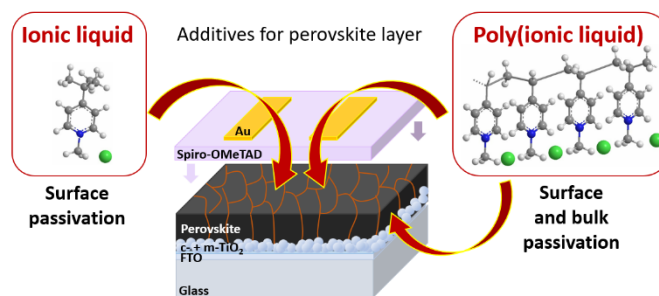 Ionic liquid
Surface
passivation
Additives for perovskite layer
Au
Spiro-OMeTAD
Perovskite
c-.+ m-TiO2
FTO
Glass
Poly(ionic liquid)
Surface
and bulk
passivation